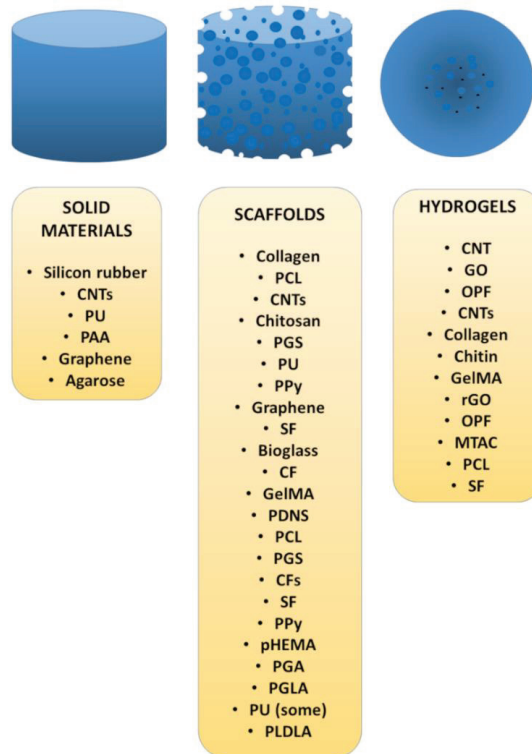 SOLID
MATERIALS
• Silicon rubber
• CNTs
• PU
• PAA
• Graphene
• Agarose
SCAFFOLDS
• Collagen
• PCL
• CNTs
• Chitosan
• PGS
• PU
• PPy
• Graphene
• SF
• Bioglass
• CF
• GelMA
• PDNS
• PCL
• PGS
• CFs
• SF
• PPy
• pHEMA
• PGA
• PGLA
• PU (some)
• PLDLA
HYDROGELS
• CNT
• GO
• OPF
• CNTs
• Collagen
• Chitin
• GelMA
• rGO
• OPF
• MTAC
• PCL
• SF